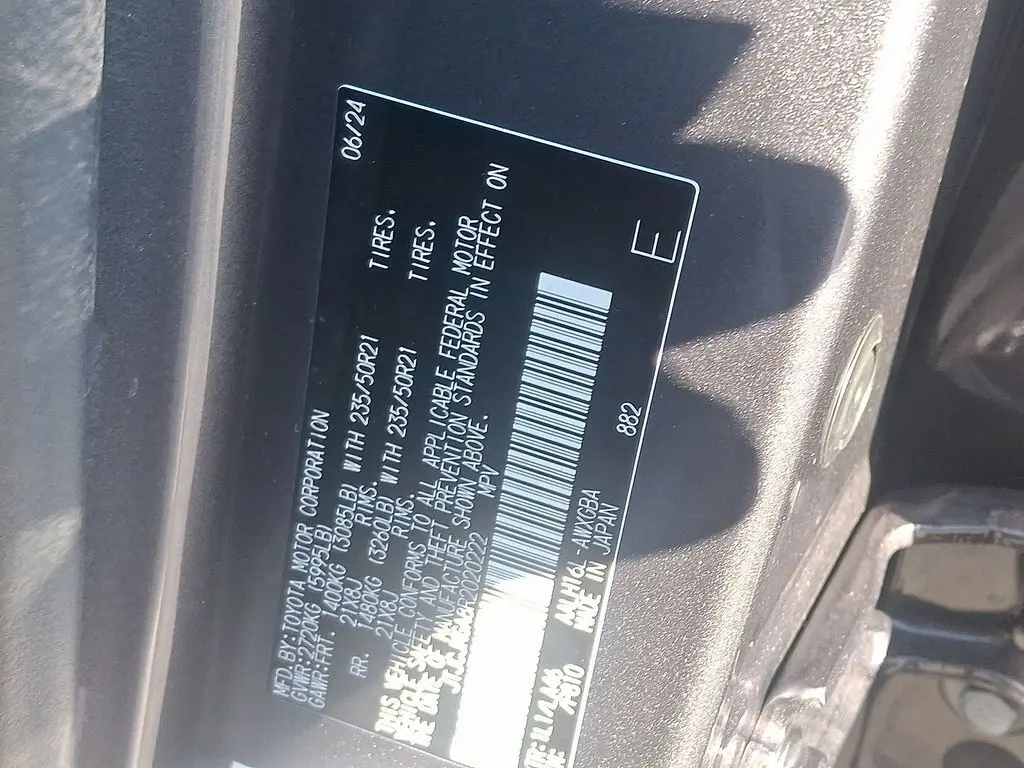 MFD.BY:TOYOTA MOTOR CORPORATION 06/24
GVWR:2720KG (5995LB)
GAWR:FRT. 1400KG (3085LB) WITH 235/50R21 TIRES.
21X8J RIMS.
RR. 1480KG (3260LB) WITH 235/50R21 TIRES.
21X8J RIMS.
THIS VEHICLE CONFORMS TO ALL APPLICABLE FEDERAL MOTOR
VEHICLE SAFETY AND THEFT PREVENTION STANDARDS IN EFFECT ON
THE DATE OF MANUFACTURE SHOWN ABOVE.
R2020222 MPV
-AWXGBA
A010 MADE IN JAPAN
882
E